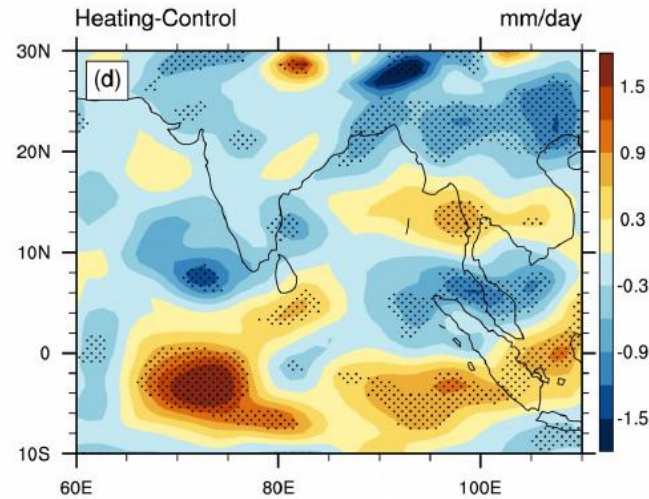 Heating-Control mm/day
30N
(d)
20N
10N
0
10S
60E 80E 100E
1.5
0.9
0.3
-0.3
-0.9
-1.5